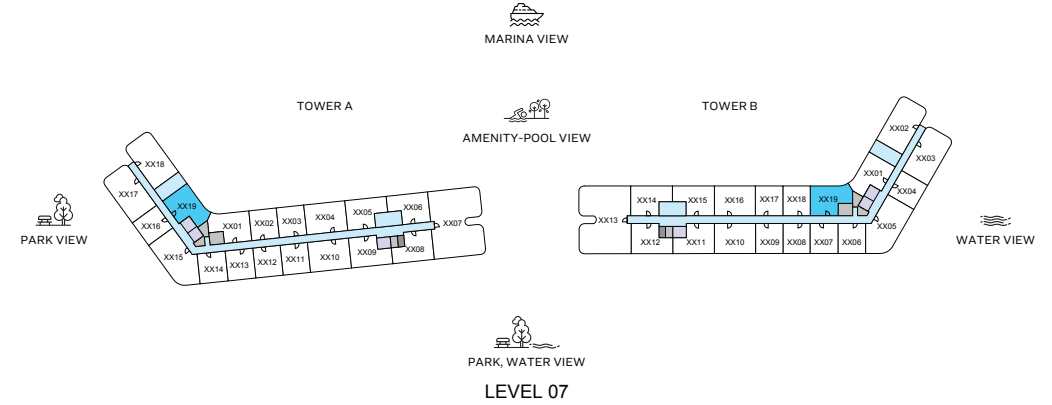 MARINA VIEW
TOWER A
TOWER B
AMENITY-POOL VIEW
PARK VIEW
WATER VIEW
XX18
XX17
XX19
XX16
XX15
XX01
XX02
XX03
XX04
XX05
XX06
XX07
XX14
XX13
XX12
XX11
XX10
XX09
XX08
XX02
XX03
XX01
XX04
XX14
XX15
XX16
XX17
XX18
XX19
XX13
XX05
XX12
XX11
XX10
XX09
XX08
XX07
XX06
PARK, WATER VIEW
LEVEL 07